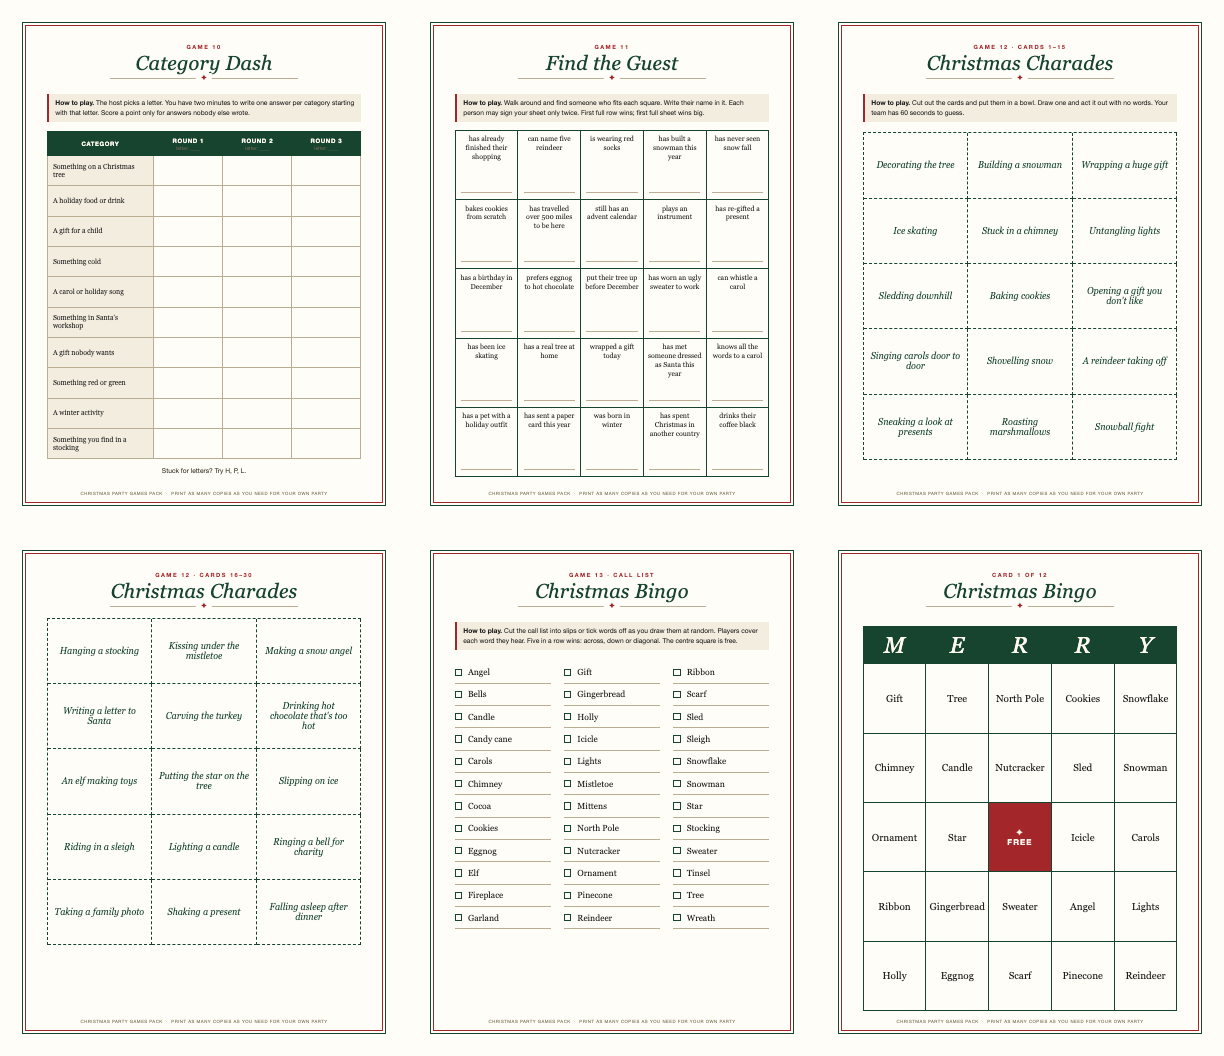 GAME 10
Category Dash
How to play. The host picks a letter. You have two minutes to write one answer per category starting
with that letter. Score a point only for answers nobody else wrote.
CATEGORY ROUND 1 ROUND 2 ROUND 3
Something on a Christmas
tree
A holiday food or drink
A gift for a child
Something cold
A carol or holiday song
Something in Santa's
workshop
A gift nobody wants
Something red or green
A winter activity
Something you find in a
stocking
Stuck for letters? Try H, P, L.
CHRISTMAS PARTY GAMES PACK · PRINT AS MANY COPIES AS YOU NEED FOR YOUR OWN PARTY
GAME 11
Find the Guest
How to play. Walk around and find someone who fits each square. Write their name in it. Each
person may sign your sheet only twice. First full row wins; first full sheet wins big.
has already
finished their
shopping
can name five
reindeer
is wearing red
socks
has built a
snowman this
year
has never seen
snow fall
bakes cookies
from scratch
has travelled
over 500 miles
to be here
still has an
advent calendar
plays an
instrument
has re-gifted a
present
has a birthday in
December
prefers eggnog
to hot chocolate
put their tree up
before December
has worn an ugly
sweater to work
can whistle a
carol
has been ice
skating
has a real tree at
home
wrapped a gift
today
has met
someone dressed
as Santa this
year
knows all the
words to a carol
has a pet with a
holiday outfit
has sent a paper
card this year
was born in
winter
has spent
Christmas in
another country
drinks their
coffee black
CHRISTMAS PARTY GAMES PACK · PRINT AS MANY COPIES AS YOU NEED FOR YOUR OWN PARTY
GAME 12 · CARDS 1–15
Christmas Charades
How to play. Cut out the cards and put them in a bowl. Draw one and act it out with no words. Your
team has 60 seconds to guess.
Decorating the tree
Building a snowman
Wrapping a huge gift
Ice skating
Stuck in a chimney
Untangling lights
Sledding downhill
Baking cookies
Opening a gift you
don't like
Singing carols door to
door
Shovelling snow
A reindeer taking off
Sneaking a look at
presents
Roasting
marshmallows
Snowball fight
CHRISTMAS PARTY GAMES PACK · PRINT AS MANY COPIES AS YOU NEED FOR YOUR OWN PARTY
GAME 12 · CARDS 16–30
Christmas Charades
Hanging a stocking
Kissing under the
mistletoe
Making a snow angel
Writing a letter to
Santa
Carving the turkey
Drinking hot
chocolate that's too
hot
An elf making toys
Putting the star on the
tree
Slipping on ice
Riding in a sleigh
Lighting a candle
Ringing a bell for
charity
Taking a family photo
Shaking a present
Falling asleep after
dinner
CHRISTMAS PARTY GAMES PACK · PRINT AS MANY COPIES AS YOU NEED FOR YOUR OWN PARTY
GAME 13 · CALL LIST
Christmas Bingo
How to play. Cut the call list into slips or tick words off as you draw them at random. Players cover
each word they hear. Five in a row wins: across, down or diagonal. The centre square is free.
Angel
Bells
Candle
Candy cane
Carols
Chimney
Cocoa
Cookies
Eggnog
Elf
Fireplace
Garland
Gift
Gingerbread
Holly
Icicle
Lights
Mistletoe
Mittens
North Pole
Nutcracker
Ornament
Pinecone
Reindeer
Ribbon
Scarf
Sled
Sleigh
Snowflake
Snowman
Star
Stocking
Sweater
Tinsel
Tree
Wreath
CHRISTMAS PARTY GAMES PACK · PRINT AS MANY COPIES AS YOU NEED FOR YOUR OWN PARTY
CARD 1 OF 12
Christmas Bingo
M E R R Y
Gift Tree North Pole Cookies Snowflake
Chimney Candle Nutcracker Sled Snowman
Ornament Star FREE Icicle Carols
Ribbon Gingerbread Sweater Angel Lights
Holly Eggnog Scarf Pinecone Reindeer
CHRISTMAS PARTY GAMES PACK · PRINT AS MANY COPIES AS YOU NEED FOR YOUR OWN PARTY